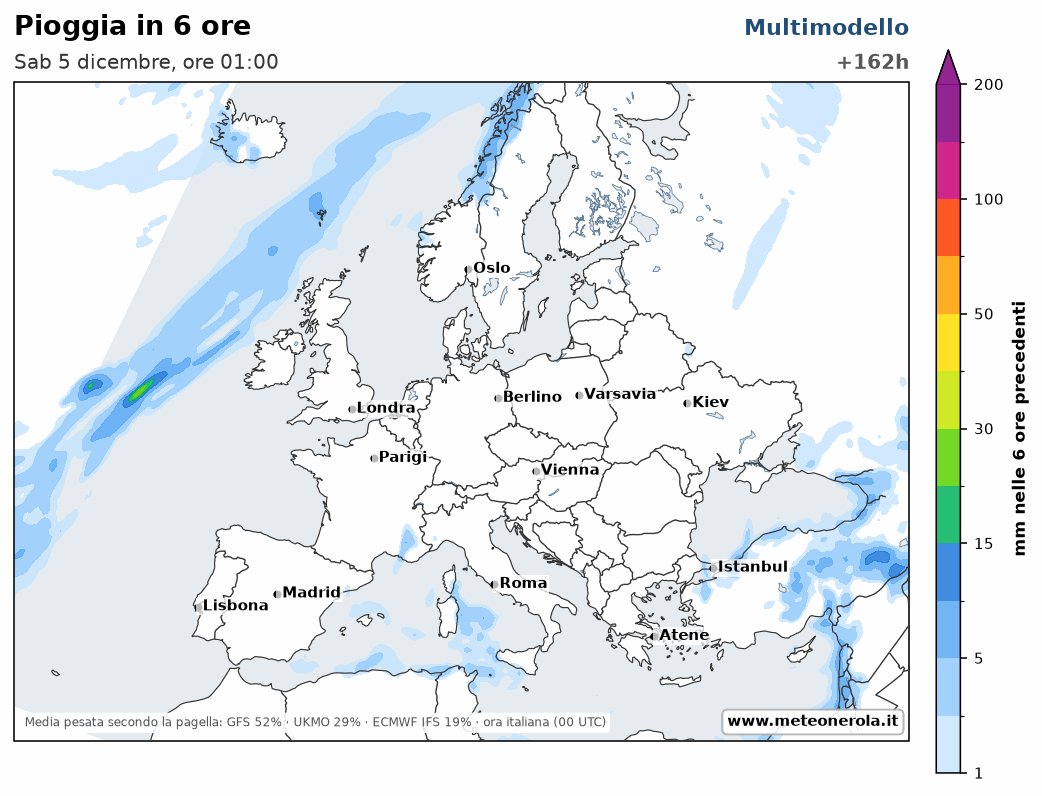 Pioggia in 6 ore
Multimodello
Sab 5 dicembre, ore 01:00
+162h
Oslo
Berlino
Varsavia
Kiev
Londra
Parigi
Vienna
Istanbul
Roma
Madrid
Lisbona
Atene
Media pesata secondo la pagella: GFS 52% · UKMO 29% · ECMWF IFS 19% · ora italiana (00 UTC)
www.meteonerola.it
200
100
50
30
15
5
1
mm nelle 6 ore precedenti